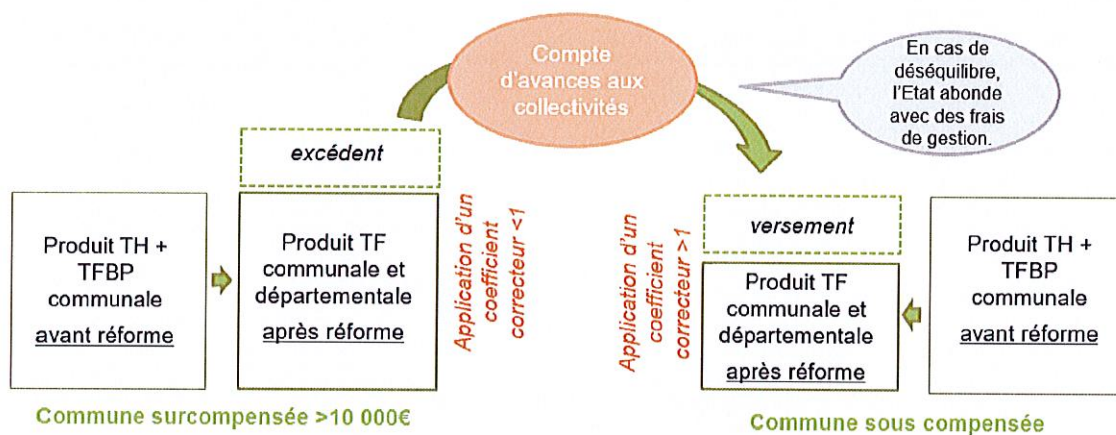 Compte
d'avances aux
collectivités
En cas de
déséquilibre,
l'Etat abonde
avec des frais
de gestion.
excédent
Produit TH +
TFBP
communale
avant réforme
Produit TF
communale et
départementale
après réforme
Application d'un
coefficient
correcteur <1
Commune surcompensée >10 000€
Application d'un
coefficient
correcteur >1
versement
Produit TF
communale et
départementale
après réforme
Produit TH +
TFBP
communale
avant réforme
Commune sous compensée